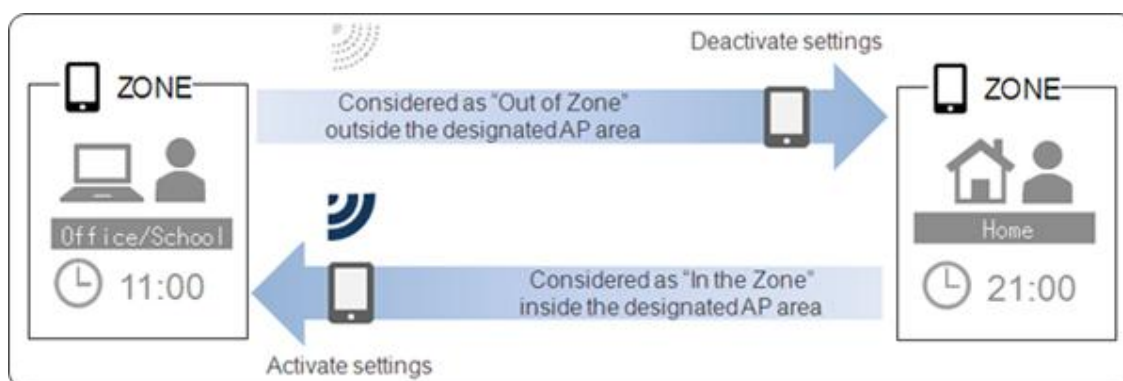 Deactivate settings
ZONE
Considered as “Out of Zone”
outside the designated AP area
ZONE
Office/School
11:00
Home
21:00
Considered as “In the Zone”
inside the designated AP area
Activate settings